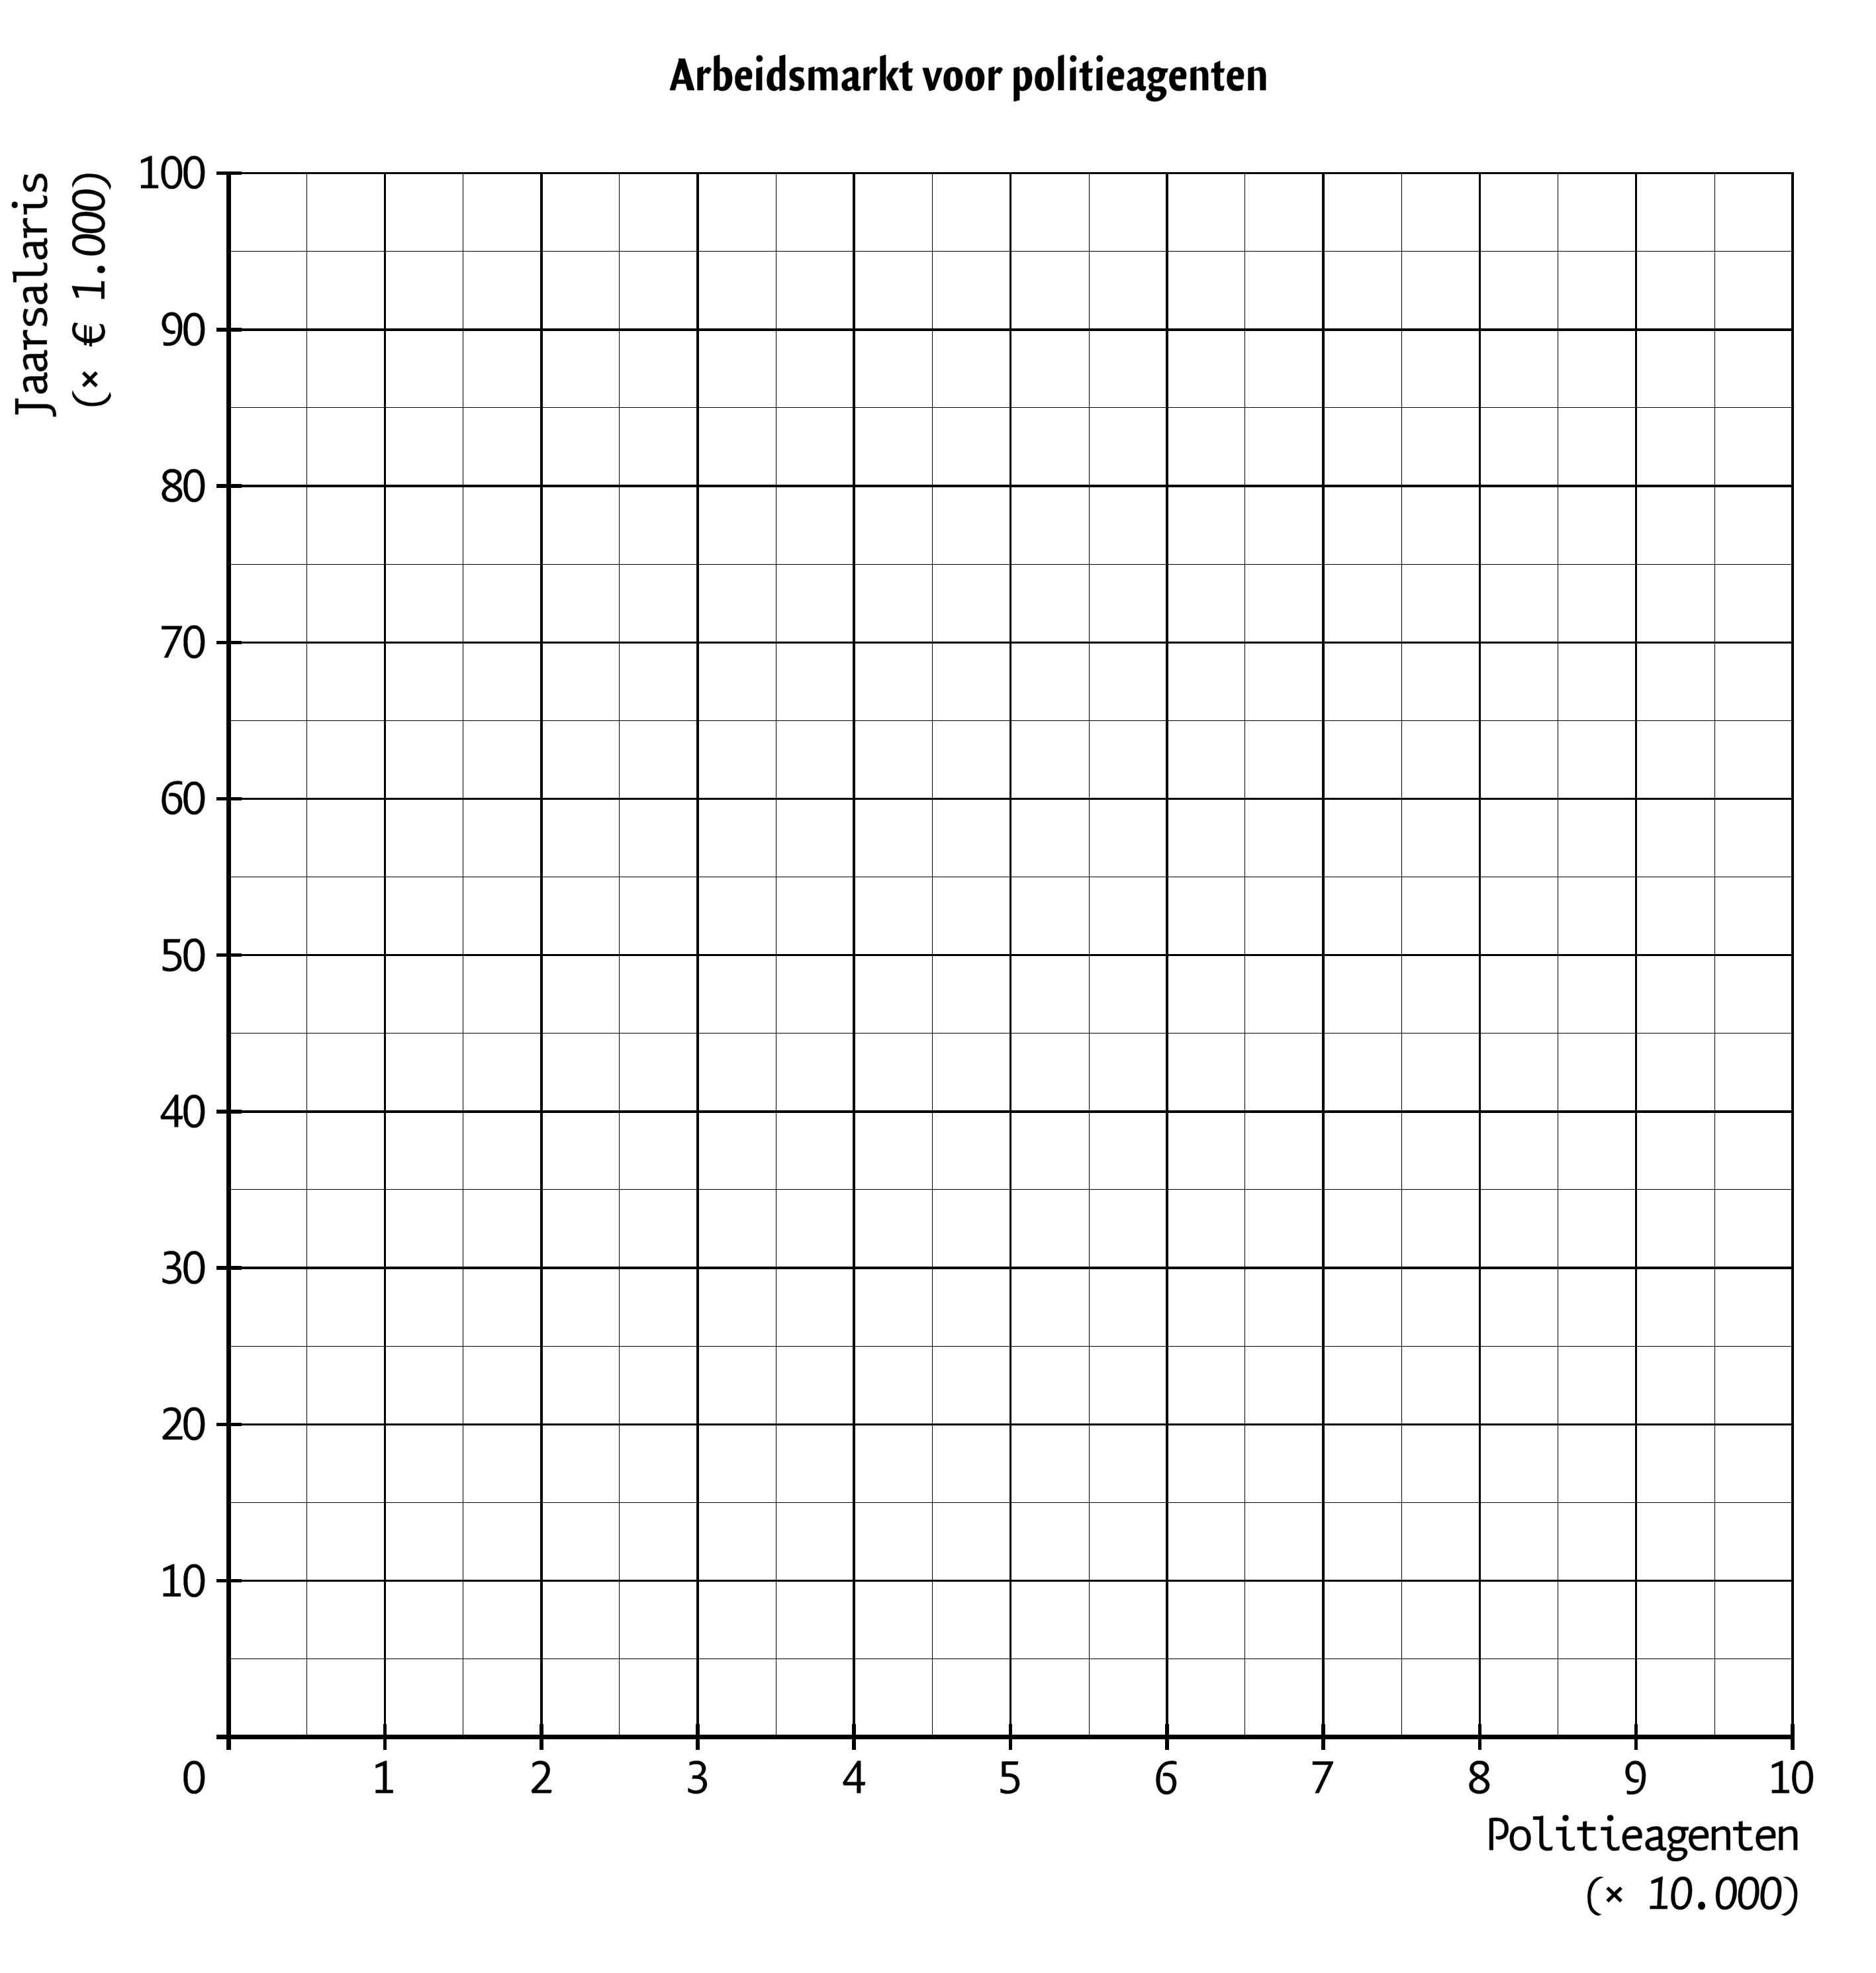 Arbeidsmarkt voor politieagenten
Jaarsalaris
(× € 1.000)
100
90
80
70
60
50
40
30
20
10
0
1 2 3 4 5 6 7 8 9 10
Politieagenten
(× 10.000)